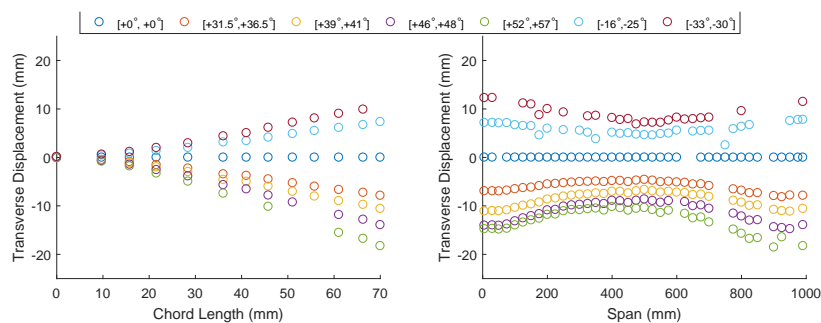 [+0°, +0°] [+31.5°,+36.5°] [+39°,+41°] [+46°,+48°] [+52°,+57°] [-16°,-25°] [-33°,-30°]
Transverse Displacement (mm)
20
10
0
-10
-20
0 10 20 30 40 50 60 70
Chord Length (mm)
Transverse Displacement (mm)
20
10
0
-10
-20
0 200 400 600 800 1000
Span (mm)